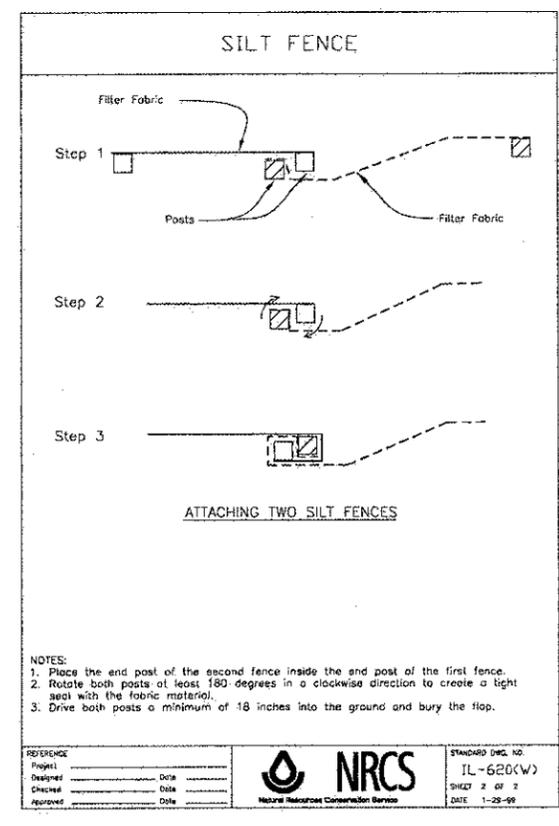 SILT FENCE
Filter Fabric
Step 1
Posts
Filter Fabric
Step 2
Step 3
ATTACHING TWO SILT FENCES
NOTES:
1. Place the end post of the second fence inside the end post of the first fence.
2. Rotate both posts at least 180 degrees in a clockwise direction to create a tight
seal with the fabric material.
3. Drive both posts a minimum of 18 inches into the ground and bury the flap.
REFERENCE
Project
Designed Date
Checked Date
Approved Date
NRCS
Natural Resources Conservation Service
STANDARD DWG. NO.
IL-620(W)
SHEET 2 OF 2
DATE 1-29-99